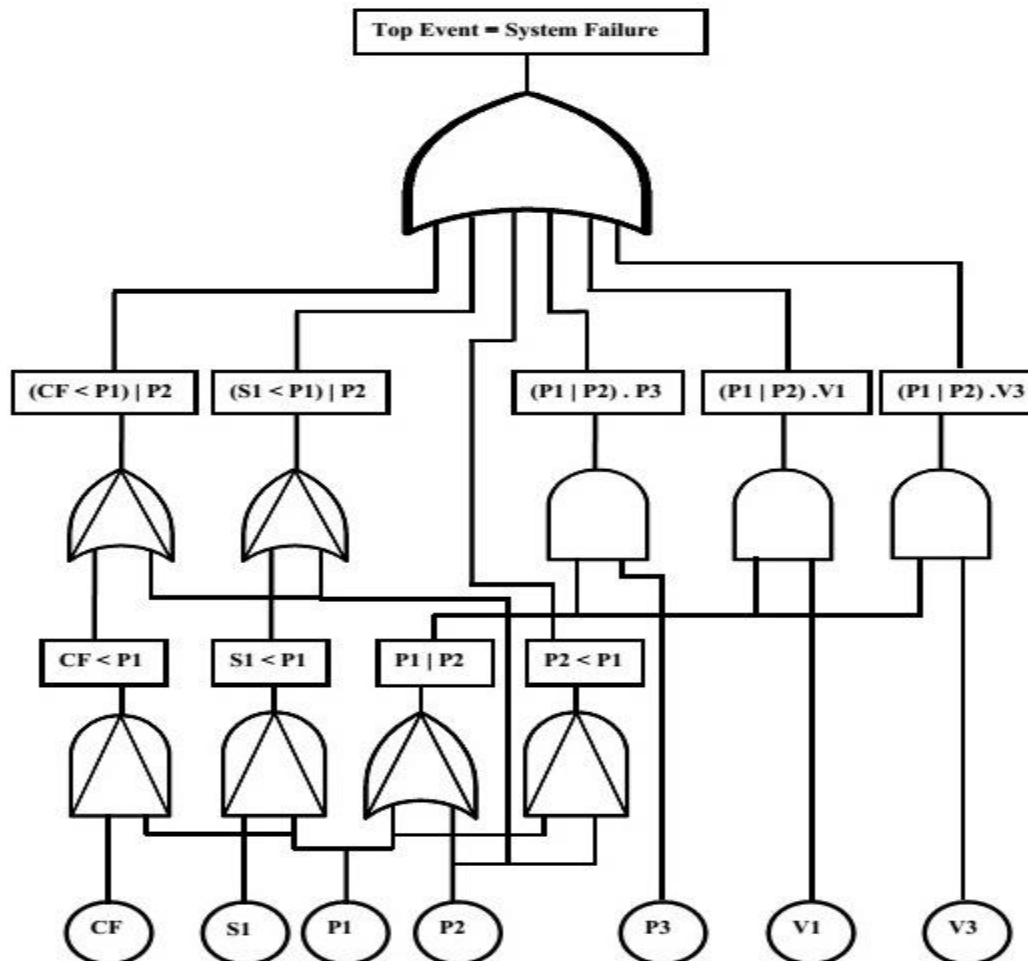 Top Event = System Failure
(CF < P1) | P2
(S1 < P1) | P2
(P1 | P2) . P3
(P1 | P2) .V1
(P1 | P2) .V3
CF < P1
S1 < P1
P1 | P2
P2 < P1
CF
S1
P1
P2
P3
V1
V3